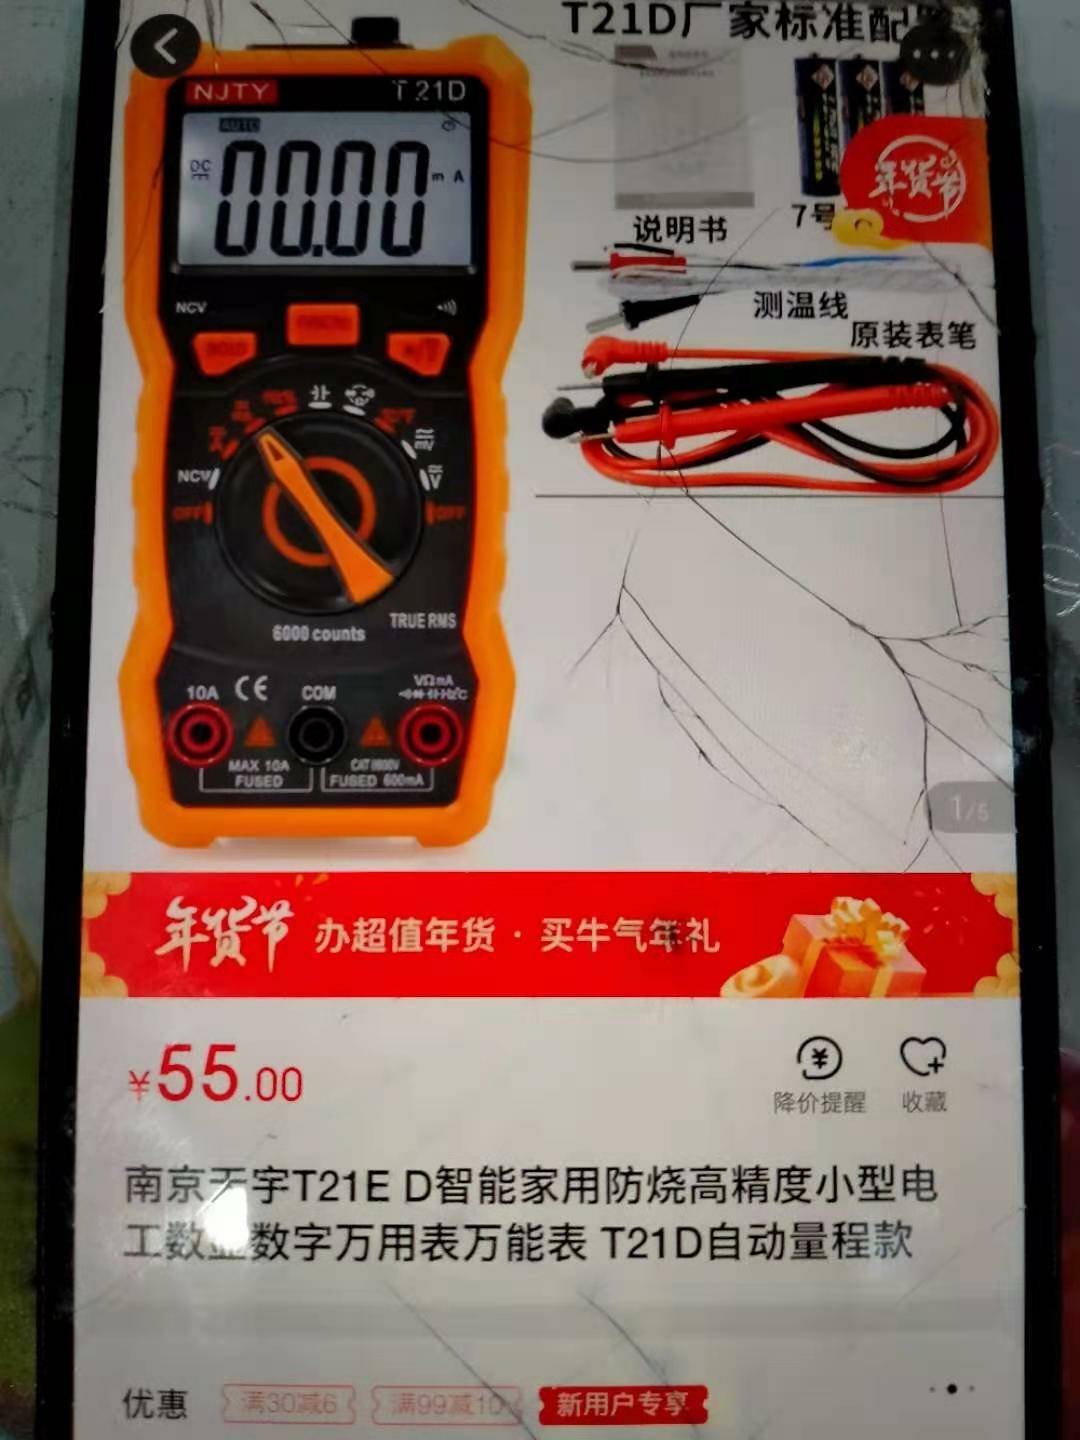 T21D厂家标准配
NJTY T21D
AUTO
DC 00.00 mA
年货节
说明书
7号
测温线
原装表笔
NCV
NCV
mV
V
OFF OFF
TRUE RMS
6000 counts
10A CE COM VΩmA
MAX 10A
FUSED
FUSED 600mA
1/5
年货节 办超值年货·买牛气年礼
¥55.00
降价提醒 收藏
南京天宇T21E D智能家用防烧高精度小型电
工数显数字万用表万能表 T21D自动量程款
优惠 满30减6 满99减10 新用户专享